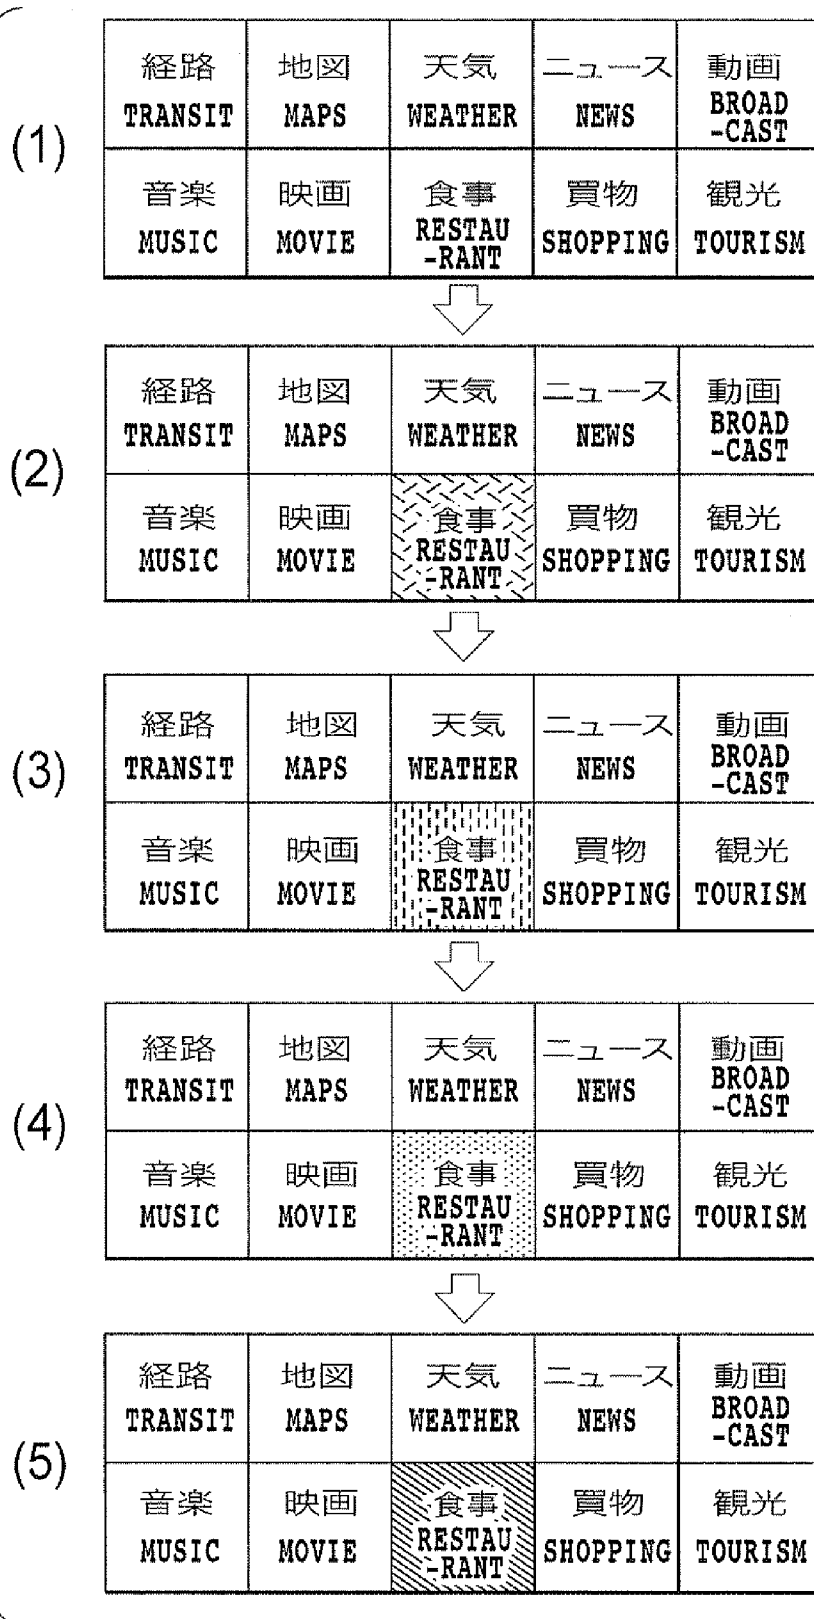 (1)
経路 地図 天気 ニュース 動画
TRANSIT MAPS WEATHER NEWS BROAD
-CAST
音楽 映画 食事 買物 観光
MUSIC MOVIE RESTAU SHOPPING TOURISM
-RANT
(2)
経路 地図 天気 ニュース 動画
TRANSIT MAPS WEATHER NEWS BROAD
-CAST
音楽 映画 食事 買物 観光
MUSIC MOVIE RESTAU SHOPPING TOURISM
-RANT
(3)
経路 地図 天気 ニュース 動画
TRANSIT MAPS WEATHER NEWS BROAD
-CAST
音楽 映画 食事 買物 観光
MUSIC MOVIE RESTAU SHOPPING TOURISM
-RANT
(4)
経路 地図 天気 ニュース 動画
TRANSIT MAPS WEATHER NEWS BROAD
-CAST
音楽 映画 食事 買物 観光
MUSIC MOVIE RESTAU SHOPPING TOURISM
-RANT
(5)
経路 地図 天気 ニュース 動画
TRANSIT MAPS WEATHER NEWS BROAD
-CAST
音楽 映画 食事 買物 観光
MUSIC MOVIE RESTAU SHOPPING TOURISM
-RANT